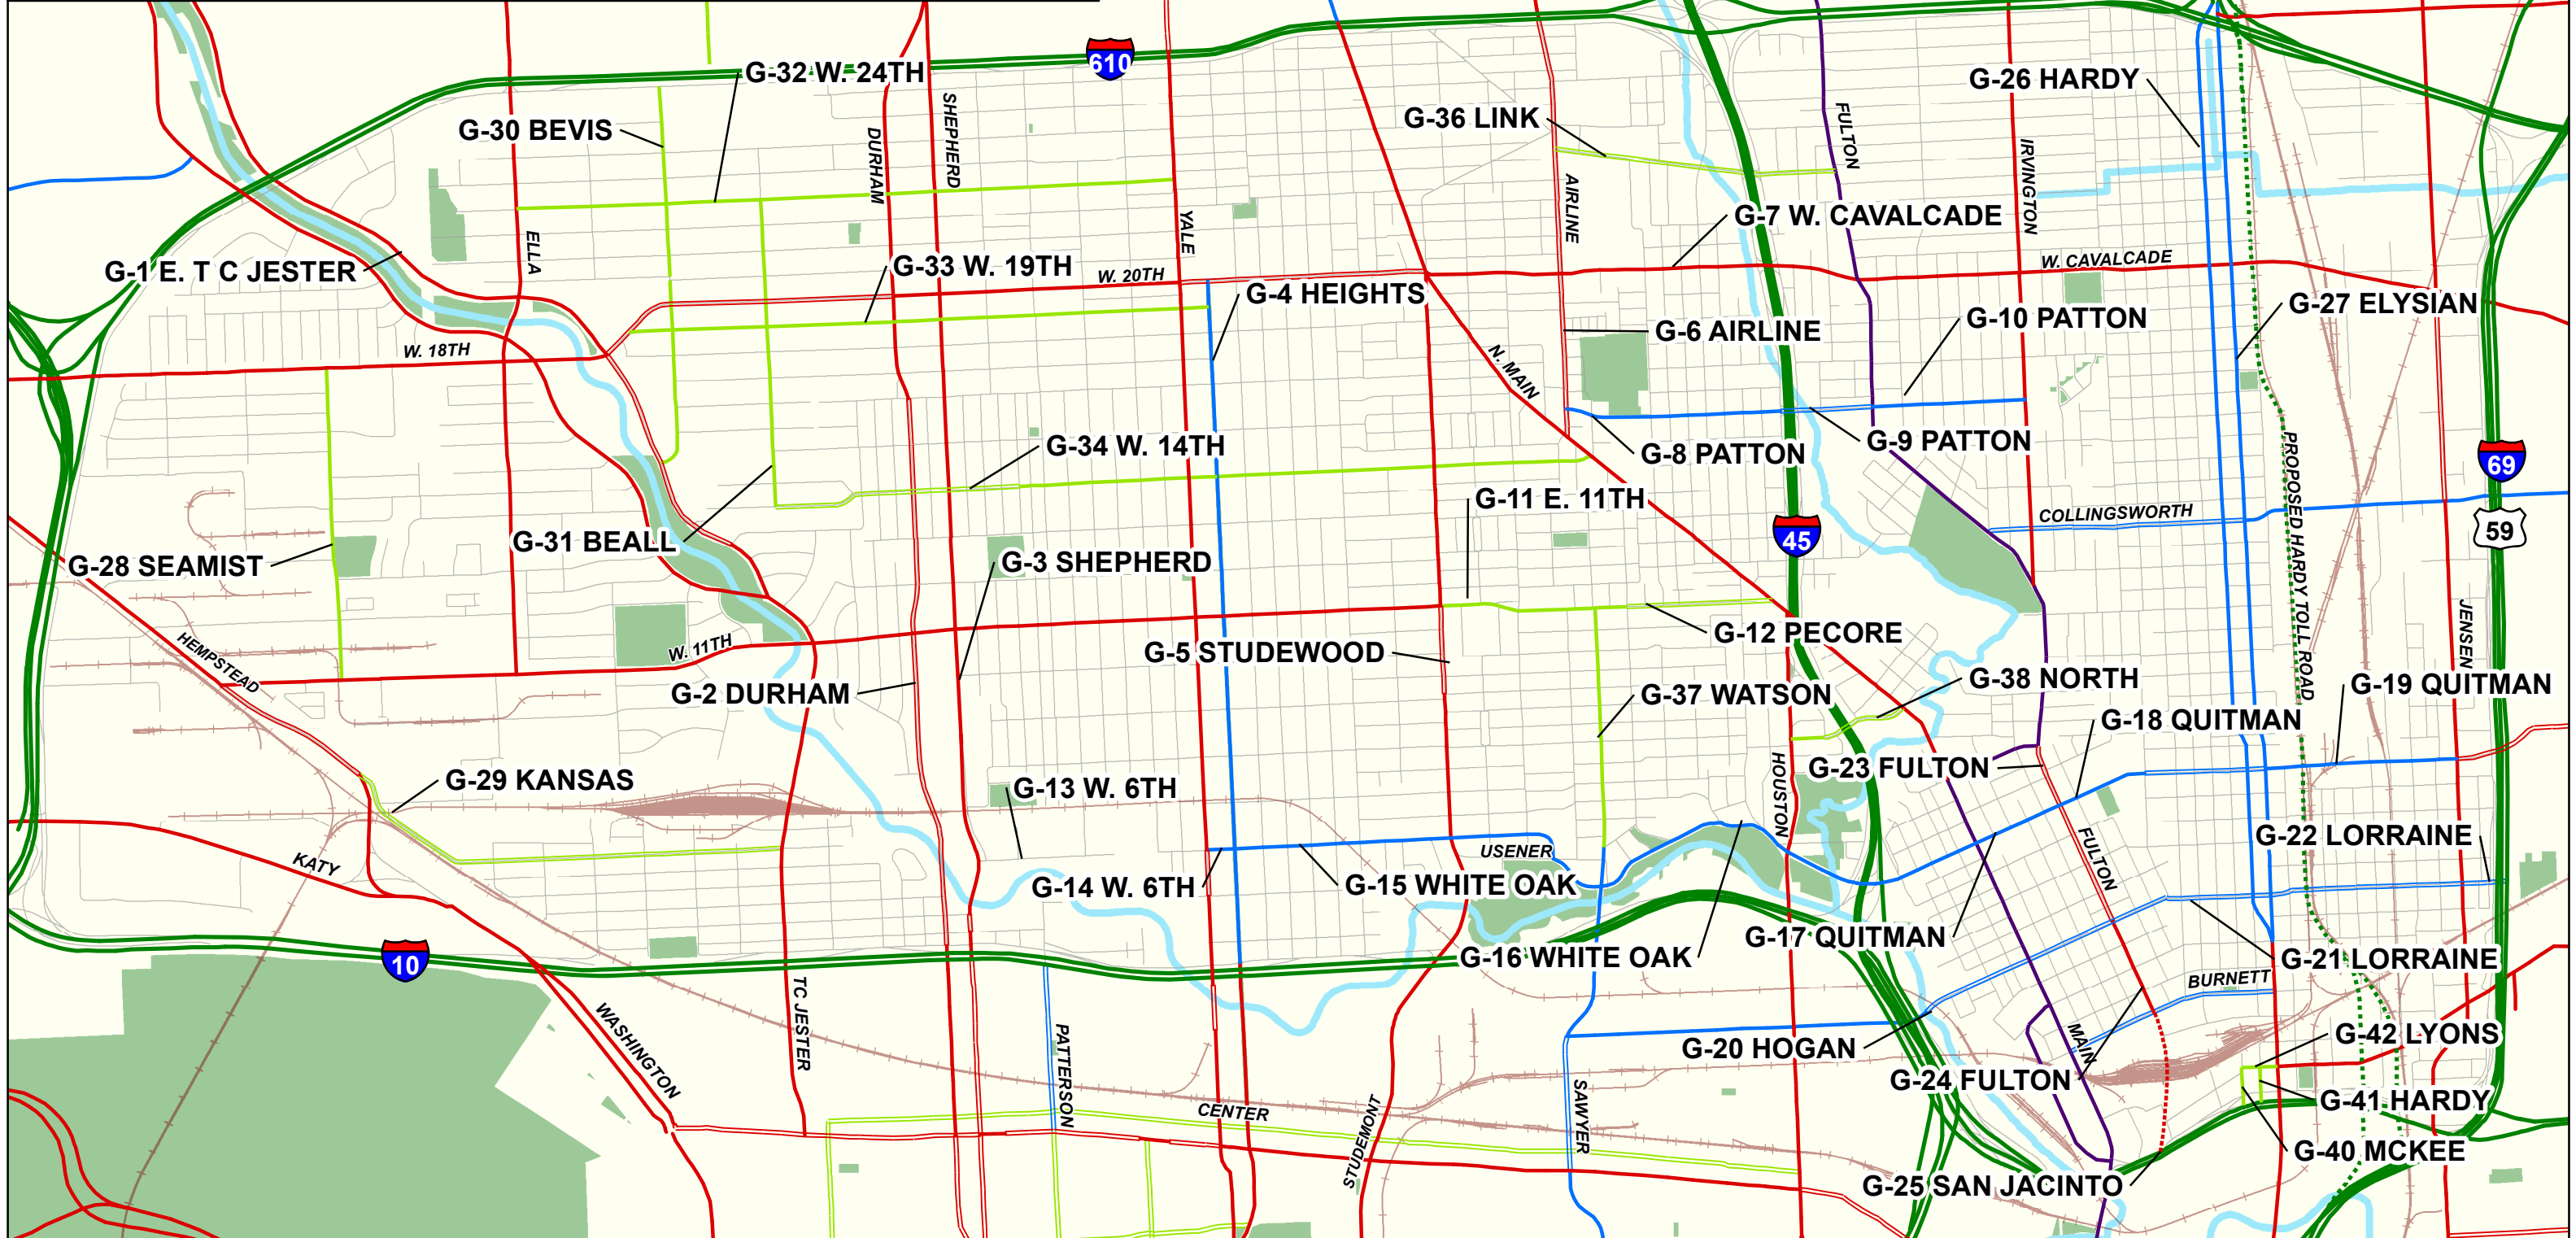 610
G-32 W. 24TH
G-26 HARDY
G-30 BEVIS
G-36 LINK
SHEPHERD
DURHAM
FULTON
IRVINGTON
AIRLINE
YALE
ELLA
G-7 W. CAVALCADE
G-1 E. T C JESTER
G-33 W. 19TH
W. 20TH
W. CAVALCADE
G-4 HEIGHTS
G-27 ELYSIAN
G-6 AIRLINE
G-10 PATTON
W. 18TH
N. MAIN
G-34 W. 14TH
G-8 PATTON
G-9 PATTON
69
PROPOSED HARDY TOLL ROAD
G-11 E. 11TH
COLLINGSWORTH
45
59
G-31 BEALL
G-28 SEAMIST
G-3 SHEPHERD
JENSEN
HEMPSTEAD
W. 11TH
G-12 PECORE
G-5 STUDEWOOD
G-2 DURHAM
G-37 WATSON
G-38 NORTH
G-19 QUITMAN
G-18 QUITMAN
HOUSTON
G-23 FULTON
G-29 KANSAS
G-13 W. 6TH
G-22 LORRAINE
KATY
USENER
FULTON
G-14 W. 6TH
G-15 WHITE OAK
G-17 QUITMAN
G-16 WHITE OAK
10
G-21 LORRAINE
BURNETT
WASHINGTON
TC JESTER
PATTERSON
G-20 HOGAN
MAIN
G-42 LYONS
G-24 FULTON
CENTER
STUDEMONT
SAWYER
G-41 HARDY
G-40 MCKEE
G-25 SAN JACINTO